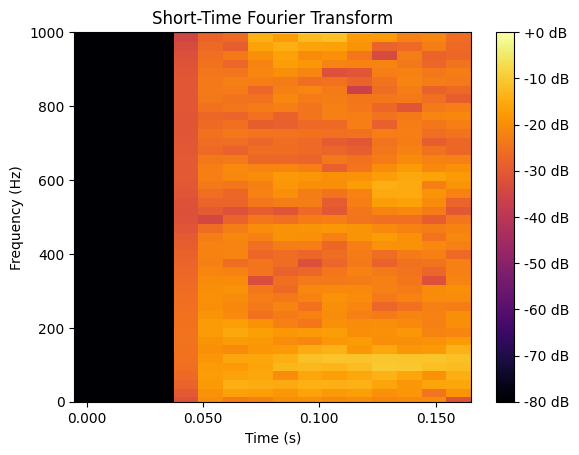 Short-Time Fourier Transform
1000
800
600
400
200
0
Frequency (Hz)
0.000
0.050
0.100
0.150
Time (s)
+0 dB
-10 dB
-20 dB
-30 dB
-40 dB
-50 dB
-60 dB
-70 dB
-80 dB